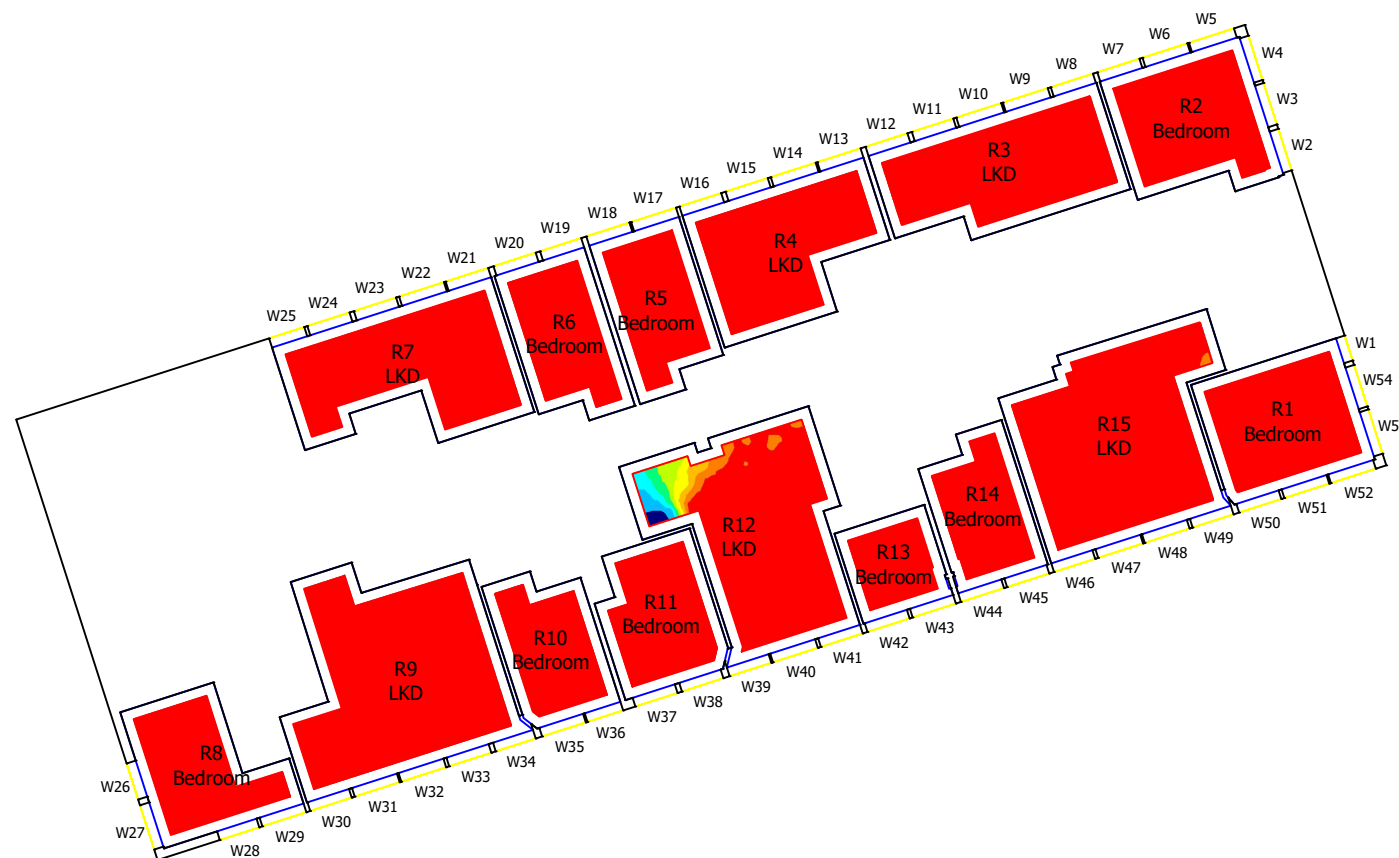 W5
W6
W7
W8
W9
W10
W11
W12
W13
W14
W15
W16
W17
W18
W19
W20
W21
W22
W23
W24
W25
W4
W3
W2
R2
Bedroom
R3
LKD
R4
LKD
R5
Bedroom
R6
Bedroom
R7
LKD
W1
W54
W5
R1
Bedroom
R15
LKD
R14
Bedroom
R13
Bedroom
R12
LKD
R11
Bedroom
R10
Bedroom
R9
LKD
R8
Bedroom
W52
W51
W50
W49
W48
W47
W46
W45
W44
W43
W42
W41
W40
W39
W38
W37
W36
W35
W34
W33
W32
W31
W30
W29
W28
W26
W27